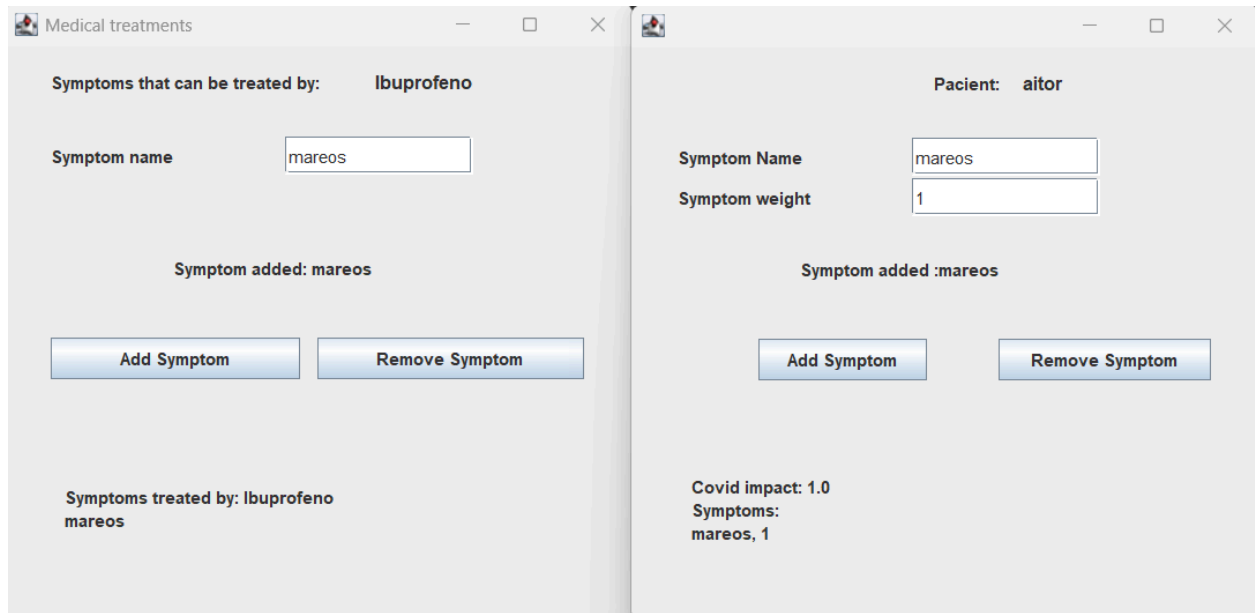 Medical treatments
Symptoms that can be treated by: Ibuprofeno
Symptom name mareos
Symptom added: mareos
Add Symptom Remove Symptom
Symptoms treated by: Ibuprofeno
mareos
Pacient: aitor
Symptom Name mareos
Symptom weight 1
Symptom added :mareos
Add Symptom Remove Symptom
Covid impact: 1.0
Symptoms:
mareos, 1